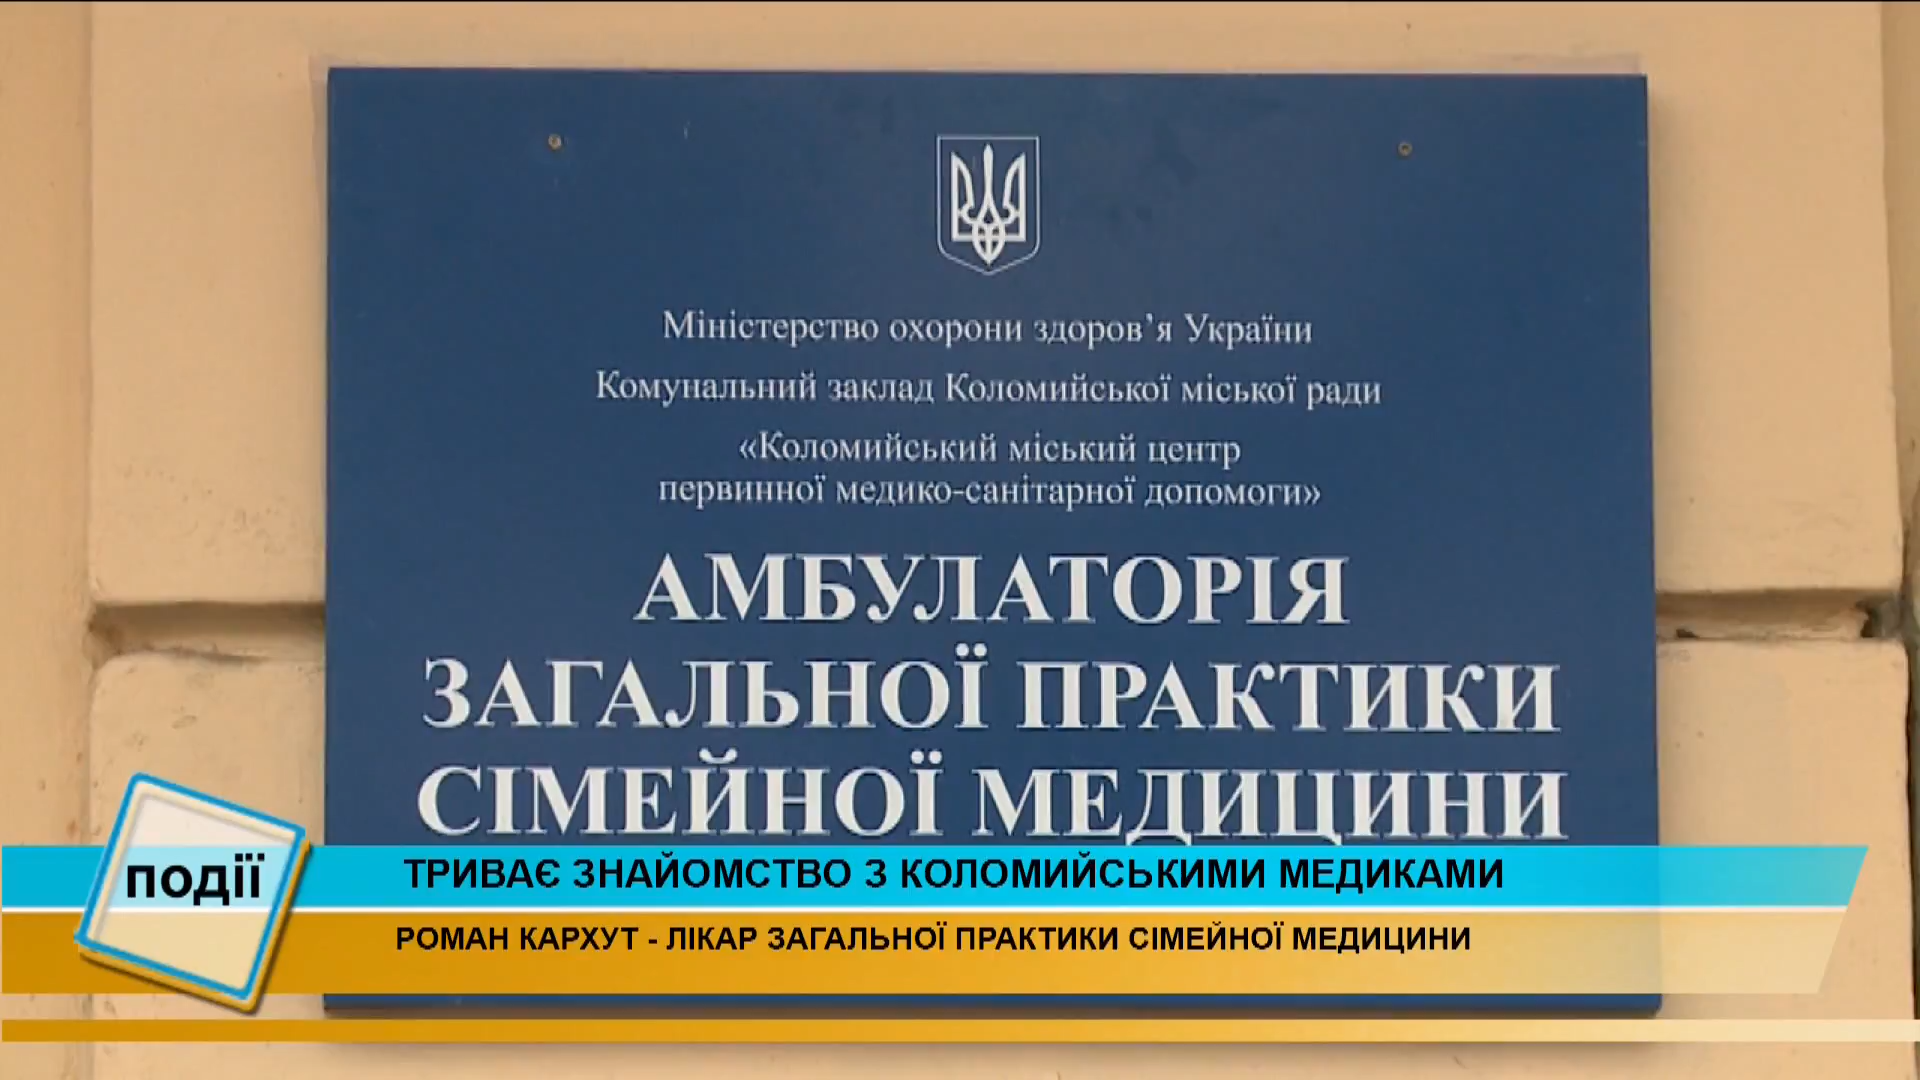 Міністерство охорони здоров’я України
Комунальний заклад Коломийської міської ради
«Коломийський міський центр
первинної медико-санітарної допомоги»
АМБУЛАТОРІЯ
ЗАГАЛЬНОЇ ПРАКТИКИ
СІМЕЙНОЇ МЕДИЦИНИ
події
ТРИВАЄ ЗНАЙОМСТВО З КОЛОМИЙСЬКИМИ МЕДИКАМИ
РОМАН КАРХУТ - ЛІКАР ЗАГАЛЬНОЇ ПРАКТИКИ СІМЕЙНОЇ МЕДИЦИНИ